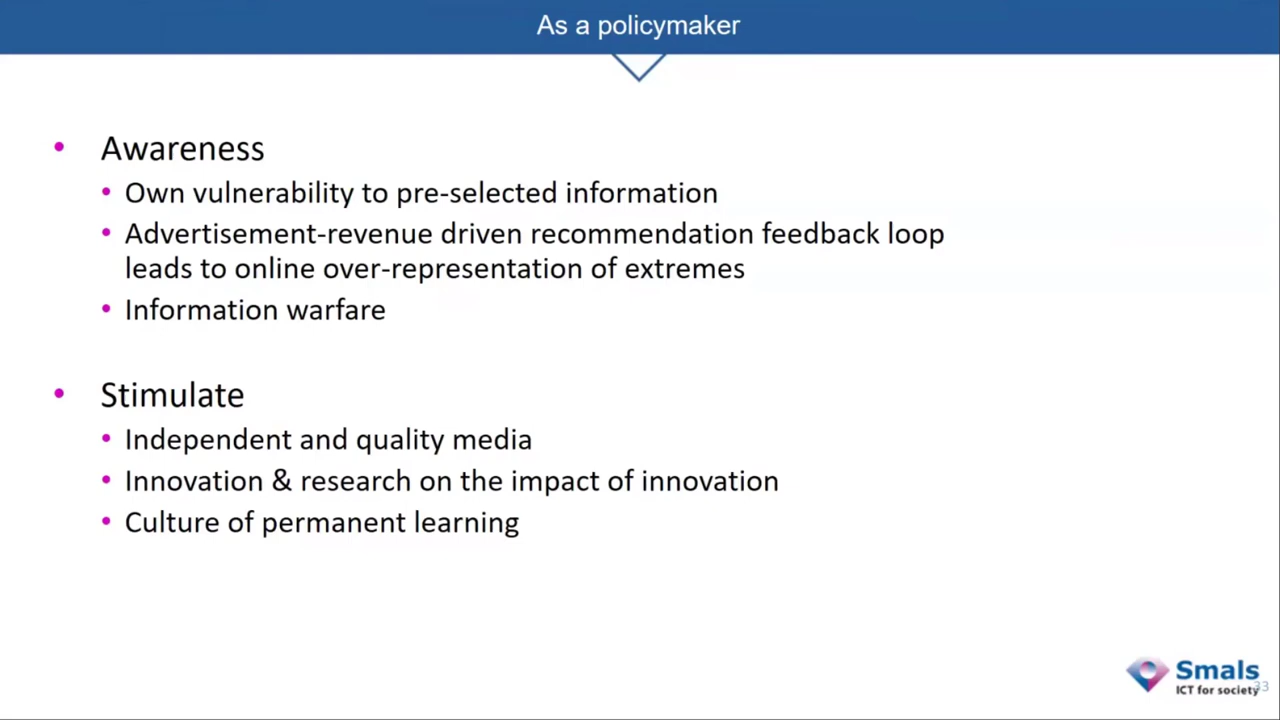 As a policymaker
• Awareness
• Own vulnerability to pre-selected information
• Advertisement-revenue driven recommendation feedback loop
leads to online over-representation of extremes
• Information warfare
• Stimulate
• Independent and quality media
• Innovation & research on the impact of innovation
• Culture of permanent learning
Smals
ICT for society
33